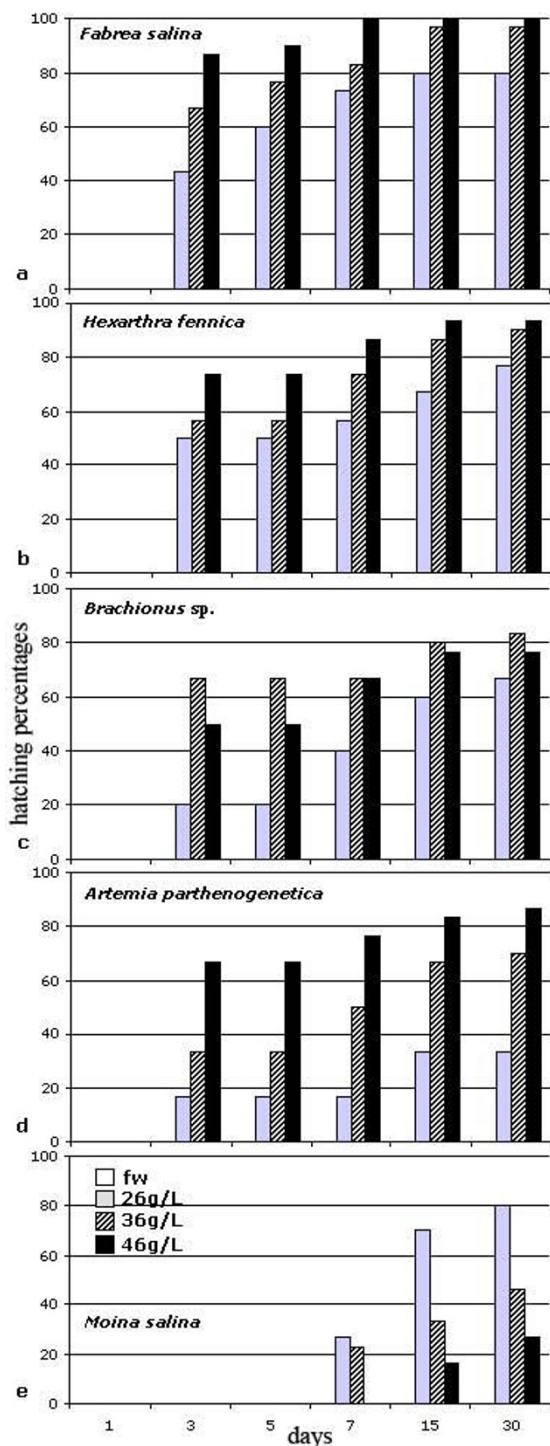 100
Fabrea salina
80
60
40
20
a
0
100
Hexarthra fennica
80
60
40
20
b
0
100
Brachionus sp.
80
60
40
20
c
0
100
Artemia parthenogetica
80
60
40
20
d
0
100
fw
26g/L
80
36g/L
60
46g/L
40
Moina salina
20
e
0
1 3 5 7 15 30
days
hatching percentages